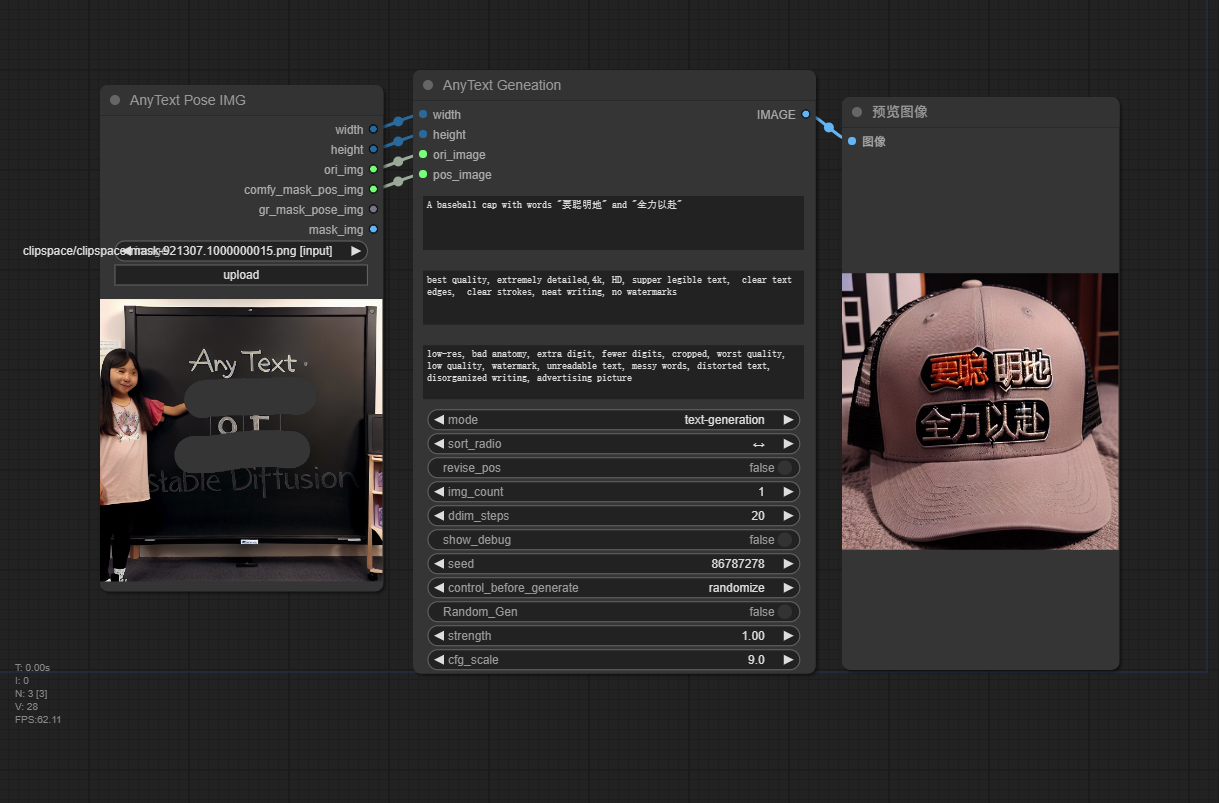 AnyText Pose IMG
width
height
ori_img
comfy_mask_pos_img
gr_mask_pose_img
mask_img
clipspace/clipspace-mask-921307.1000000015.png [input]
upload
Any Text
stable Diffusion
AnyText Geneation
width
IMAGE
height
ori_image
pos_image
A baseball cap with words "要聪明地" and "全力以赴"
best quality, extremely detailed,4k, HD, supper legible text,  clear text
edges,  clear strokes, neat writing, no watermarks
low-res, bad anatomy, extra digit, fewer digits, cropped, worst quality,
low quality, watermark, unreadable text, messy words, distorted text,
disorganized writing, advertising picture
mode text-generation
sort_radio ↔
revise_pos false
img_count 1
ddim_steps 20
show_debug false
seed 86787278
control_before_generate randomize
Random_Gen false
strength 1.00
cfg_scale 9.0
预览图像
图像
要聪 明地
全力以赴
T: 0.00s
I: 0
N: 3 [3]
V: 28
FPS:62.11